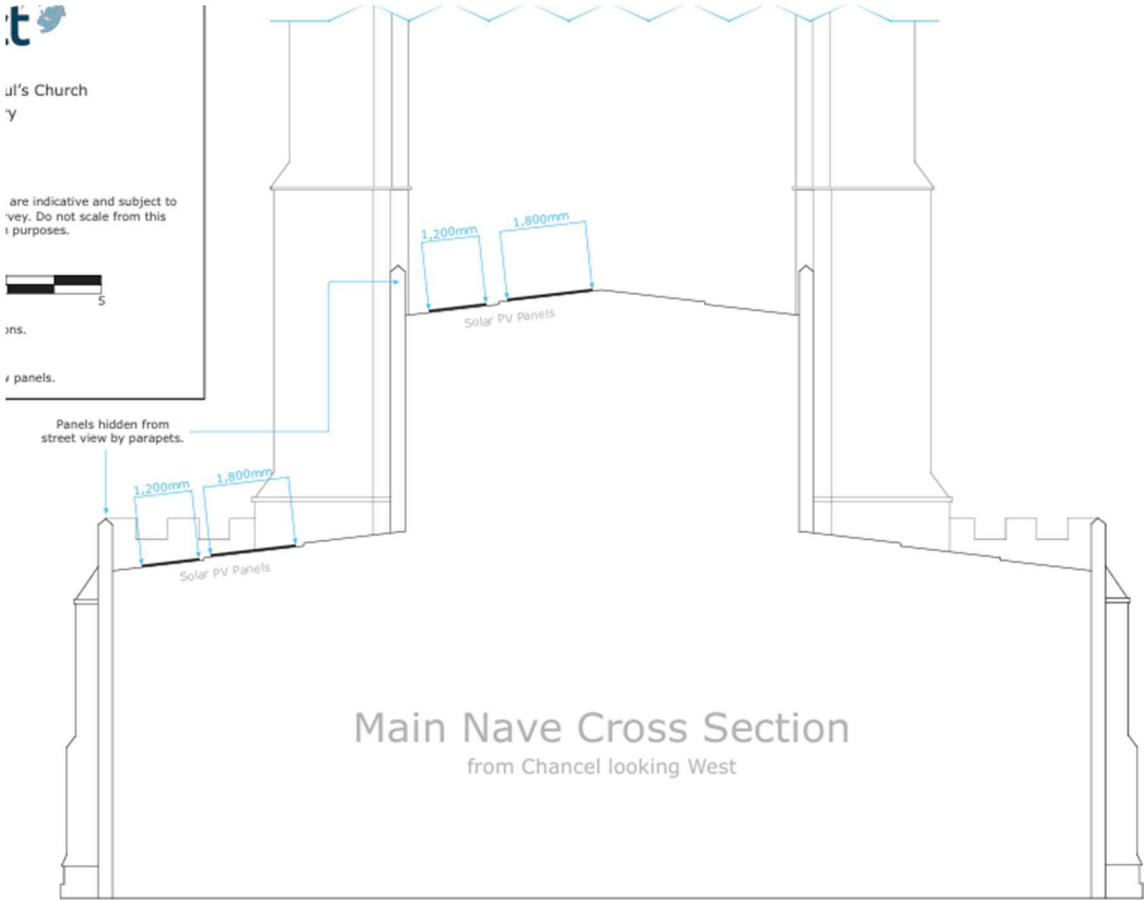 t
ul's Church
ry
are indicative and subject to
vey. Do not scale from this
purposes.
5
ons.
panels.
1,200mm
1,800mm
Solar PV Panels
Panels hidden from
street view by parapets.
1,200mm
1,800mm
Solar PV Panels
Main Nave Cross Section
from Chancel looking West